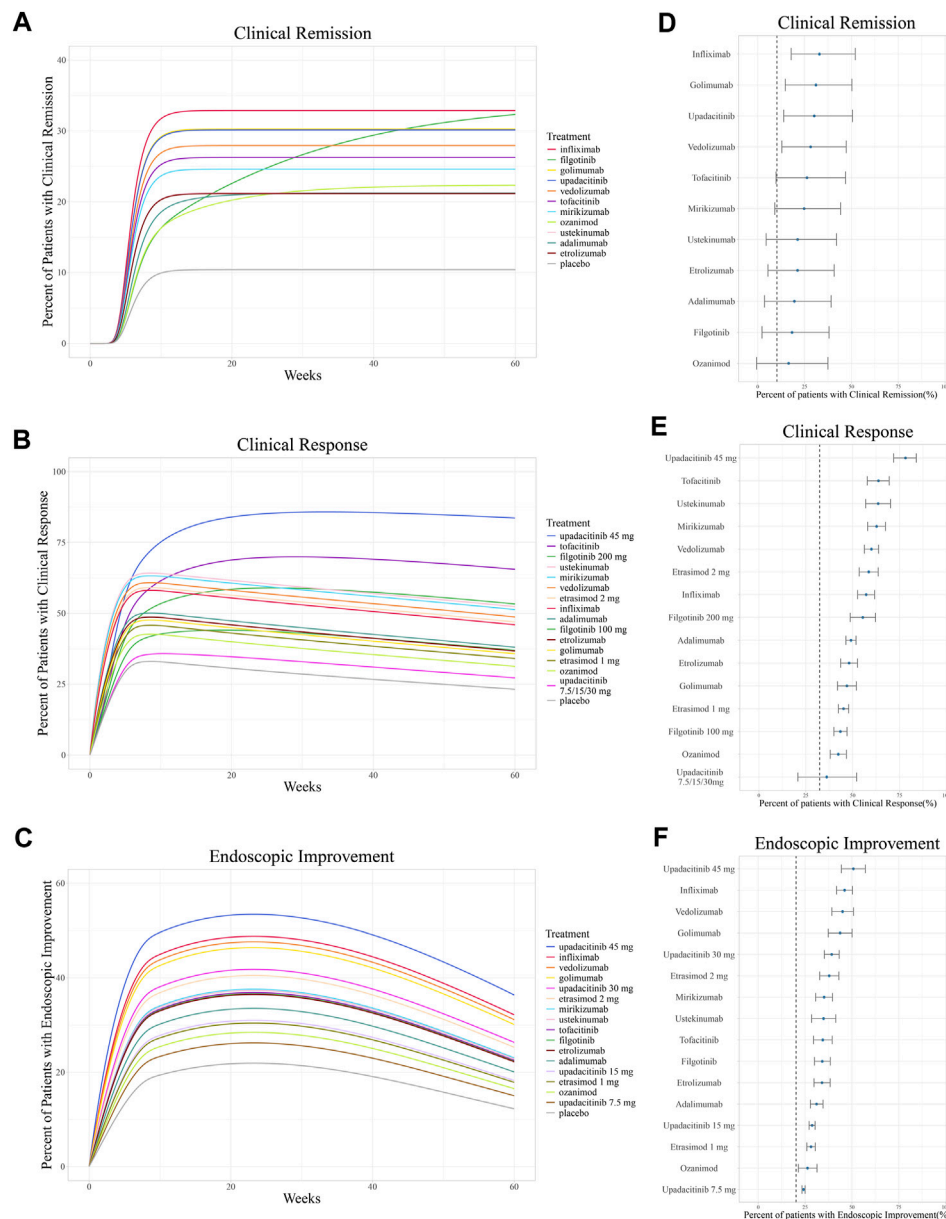 A
Clinical Remission
Percent of Patients with Clinical Remission
40
30
20
10
0
0
20
40
60
Weeks
Treatment
infliximab
filgotinib
golimumab
upadacitinib
vedolizumab
tofacitinib
mirikizumab
ozanimod
ustekinumab
adalimumab
etrolizumab
placebo
D
Clinical Remission
Infliximab
Golimumab
Upadacitinib
Vedolizumab
Tofacitinib
Mirikizumab
Ustekinumab
Etrolizumab
Adalimumab
Filgotinib
Ozanimod
0
25
50
75
Percent of patients with Clinical Remission(%)
B
Clinical Response
Percent of Patients with Clinical Response
100
75
50
25
0
0
20
40
60
Weeks
Treatment
upadacitinib 45 mg
tofacitinib
filgotinib 200 mg
ustekinumab
mirikizumab
vedolizumab
etrasimod 2 mg
infliximab
adalimumab
filgotinib 100 mg
etrolizumab
golimumab
etrasimod 1 mg
ozanimod
upadacitinib
7.5/15/30 mg
placebo
E
Clinical Response
Upadacitinib 45 mg
Tofacitinib
Ustekinumab
Mirikizumab
Vedolizumab
Etrasimod 2 mg
Infliximab
Filgotinib 200 mg
Adalimumab
Etrolizumab
Golimumab
Etrasimod 1 mg
Filgotinib 100 mg
Ozanimod
Upadacitinib
7.5/15/30mg
0
25
50
75
Percent of patients with Clinical Response(%)
C
Endoscopic Improvement
Percent of Patients with Endoscopic Improvement
60
40
20
0
0
20
40
60
Weeks
Treatment
upadacitinib 45 mg
infliximab
vedolizumab
golimumab
upadacitinib 30 mg
etrasimod 2 mg
mirikizumab
ustekinumab
tofacitinib
filgotinib
etrolizumab
adalimumab
upadacitinib 15 mg
etrasimod 1 mg
ozanimod
upadacitinib 7.5 mg
placebo
F
Endoscopic Improvement
Upadacitinib 45 mg
Infliximab
Vedolizumab
Golimumab
Upadacitinib 30 mg
Etrasimod 2 mg
Mirikizumab
Ustekinumab
Tofacitinib
Filgotinib
Etrolizumab
Adalimumab
Upadacitinib 15 mg
Etrasimod 1 mg
Ozanimod
Upadacitinib 7.5 mg
0
25
50
75
Percent of patients with Endoscopic Improvement(%